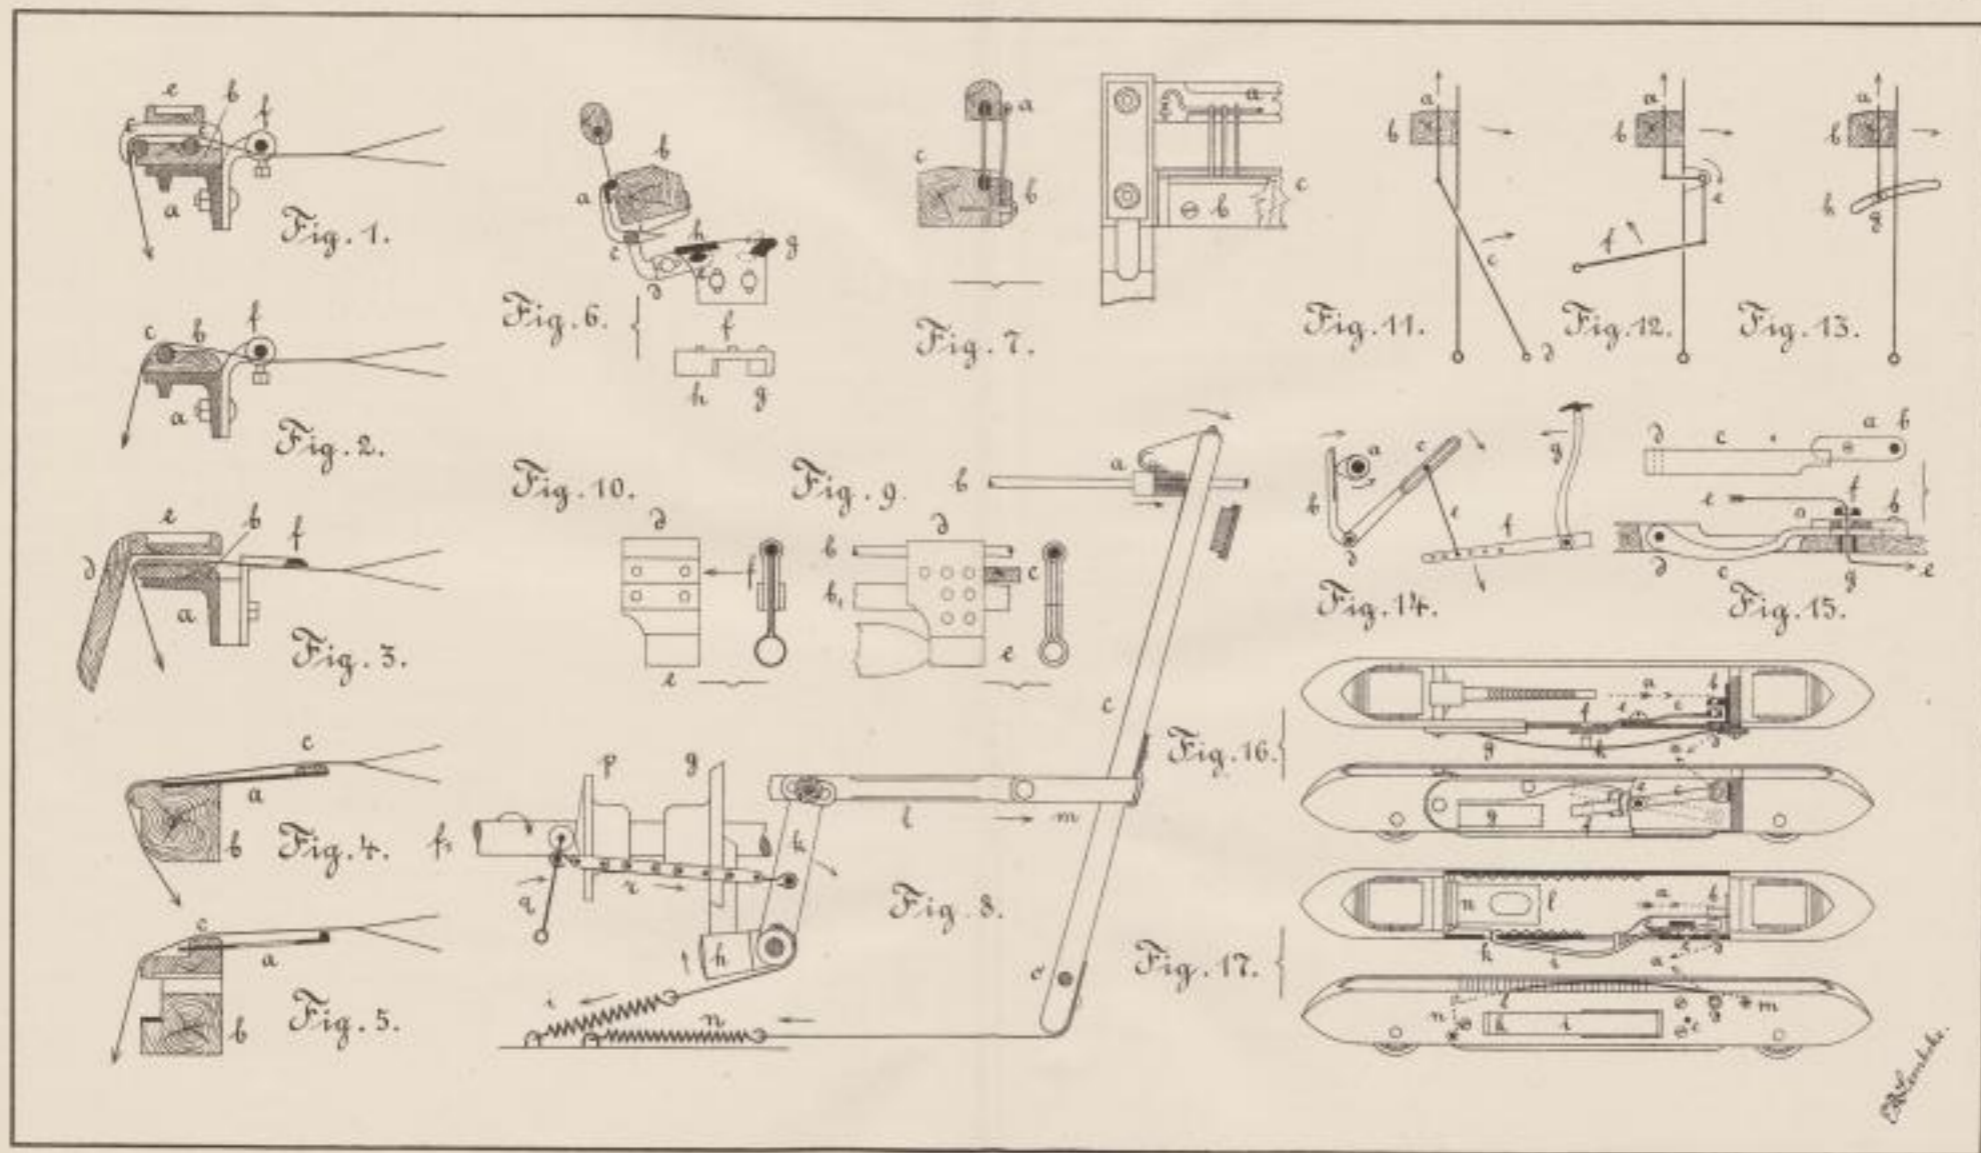 e b f
c
a
Fig. 1.
c b f
a
Fig. 2.
e b f
d
a
Fig. 3.
c
a
b
Fig. 4.
c
a
b
Fig. 5.
b
a
c h g
i
d
Fig. 6.
f
h g
a
c
b
a
b c
Fig. 7.
Fig. 10.
d
f
e
Fig. 9.
d
b
b, c
e
b a
c
p g
l m
k
r
q
h
i n
o
Fig. 8.
a
b
c
d
Fig. 11.
a
b
e
f
Fig. 12.
a
b
h g
Fig. 13.
a c g
b
e f
d
Fig. 14.
d c a b
e f
a b
d c g e
Fig. 15.
a b
f e c
g h d
a
Fig. 16.
g f e c
n l a b
k i d
a
Fig. 17.
l m
n k i c